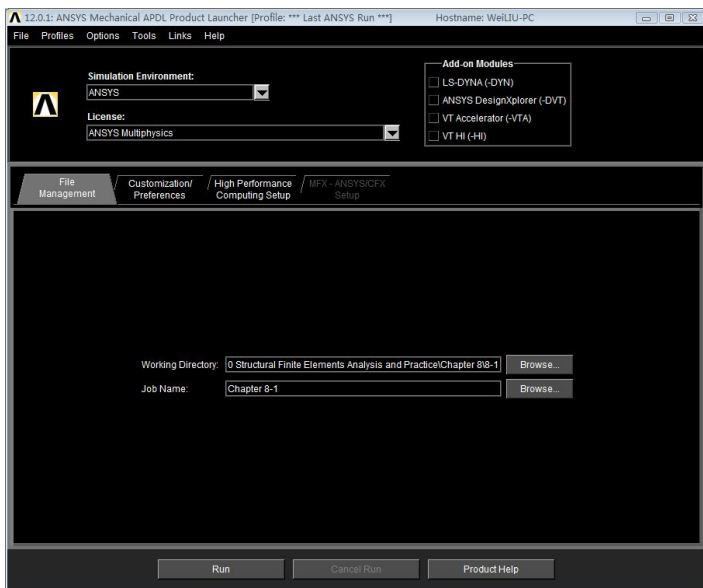 12.0.1: ANSYS Mechanical APDL Product Launcher [Profile: *** Last ANSYS Run ***] Hostname: WeiLIU-PC
File Profiles Options Tools Links Help
Simulation Environment:
ANSYS
License:
ANSYS Multiphysics
Add-on Modules
LS-DYNA (-DYN)
ANSYS DesignXplorer (-DVT)
VT Accelerator (-VTA)
VT HI (-HI)
File Management
Customization/ Preferences
High Performance Computing Setup
MFX - ANSYS/CFX Setup
Working Directory: 0 Structural Finite Elements Analysis and Practice\Chapter 8\8-1 Browse...
Job Name: Chapter 8-1 Browse...
Run Cancel Run Product Help